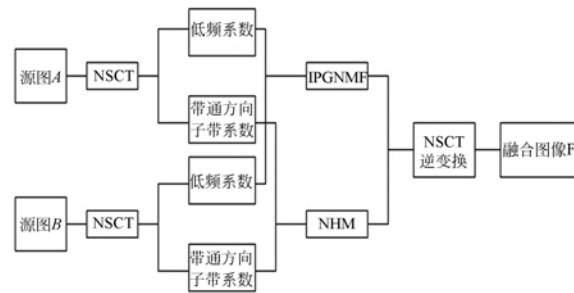 源图A
NSCT
低频系数
带通方向
子带系数
源图B
NSCT
低频系数
带通方向
子带系数
IPGNMF
NHM
NSCT
逆变换
融合图像F